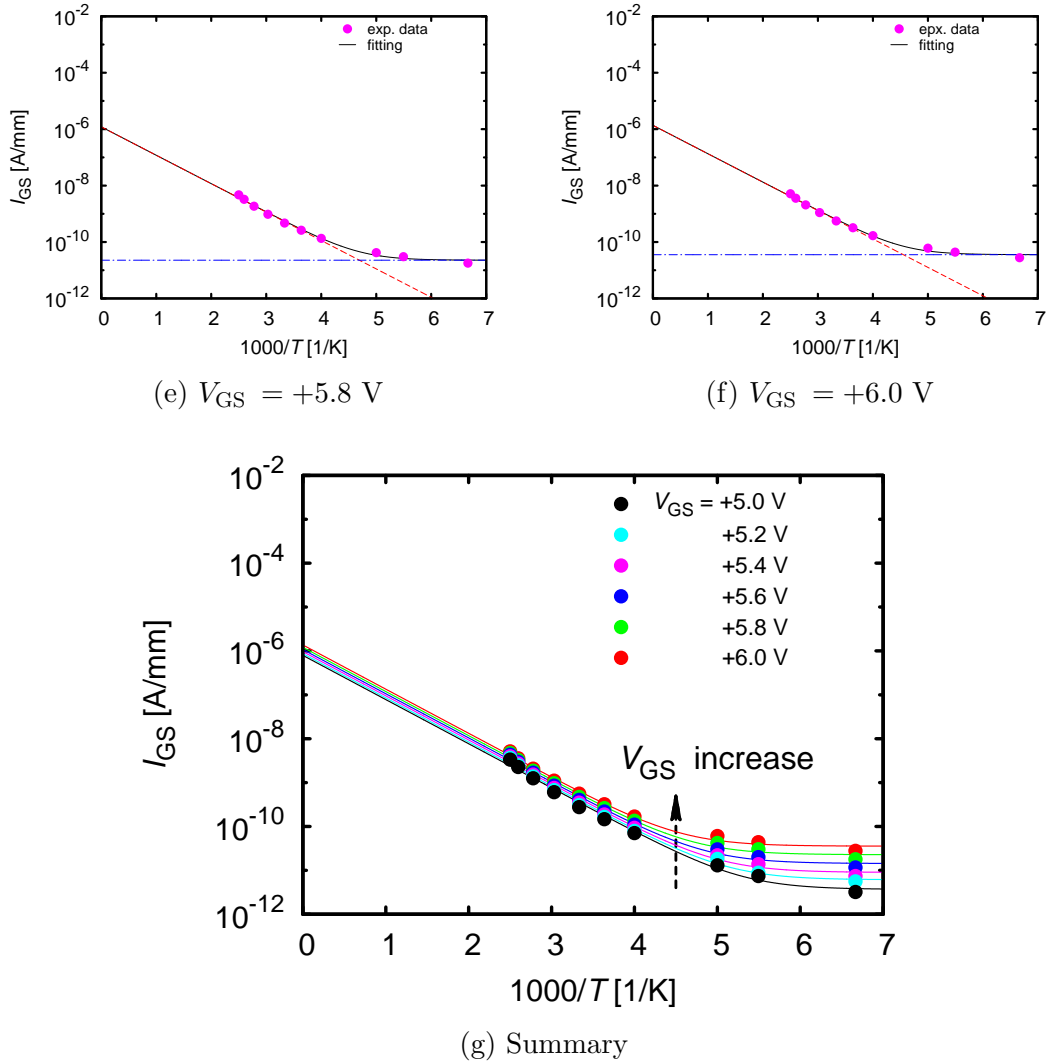 10^-2
10^-4
10^-6
10^-8
10^-10
10^-12
I_GS [A/mm]
exp. data
fitting
0 1 2 3 4 5 6 7
1000/T [1/K]
(e) V_GS = +5.8 V
10^-2
10^-4
10^-6
10^-8
10^-10
10^-12
I_GS [A/mm]
epx. data
fitting
0 1 2 3 4 5 6 7
1000/T [1/K]
(f) V_GS = +6.0 V
10^-2
10^-4
10^-6
10^-8
10^-10
10^-12
I_GS [A/mm]
V_GS = +5.0 V
+5.2 V
+5.4 V
+5.6 V
+5.8 V
+6.0 V
V_GS increase
0 1 2 3 4 5 6 7
1000/T [1/K]
(g) Summary